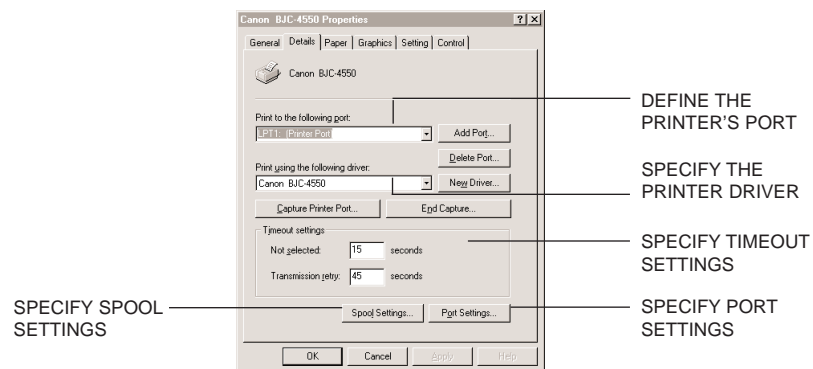 Canon BJC-4550 Properties
General Details Paper Graphics Setting Control
Canon BJC-4550
Print to the following port:
LPT1: (Printer Port
Add Port...
Delete Port...
Print using the following driver:
Canon BJC-4550
New Driver...
Capture Printer Port...
End Capture...
Timeout settings
Not selected: 15 seconds
Transmission retry: 45 seconds
Spool Settings...
Port Settings...
OK Cancel Apply Help
DEFINE THE
PRINTER'S PORT
SPECIFY THE
PRINTER DRIVER
SPECIFY TIMEOUT
SETTINGS
SPECIFY SPOOL
SETTINGS
SPECIFY PORT
SETTINGS